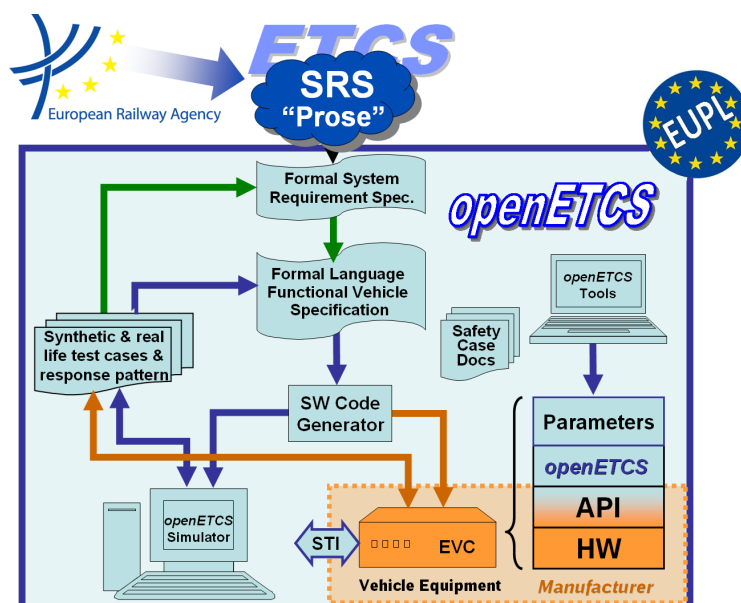 ETCS
SRS
“Prose”
European Railway Agency
EUPL
Formal System
Requirement Spec.
openETCS
Formal Language
Functional Vehicle
Specification
openETCS
Tools
Synthetic & real
life test cases &
response pattern
Safety
Case
Docs
SW Code
Generator
Parameters
openETCS
API
HW
openETCS
Simulator
STI
EVC
Vehicle Equipment
Manufacturer